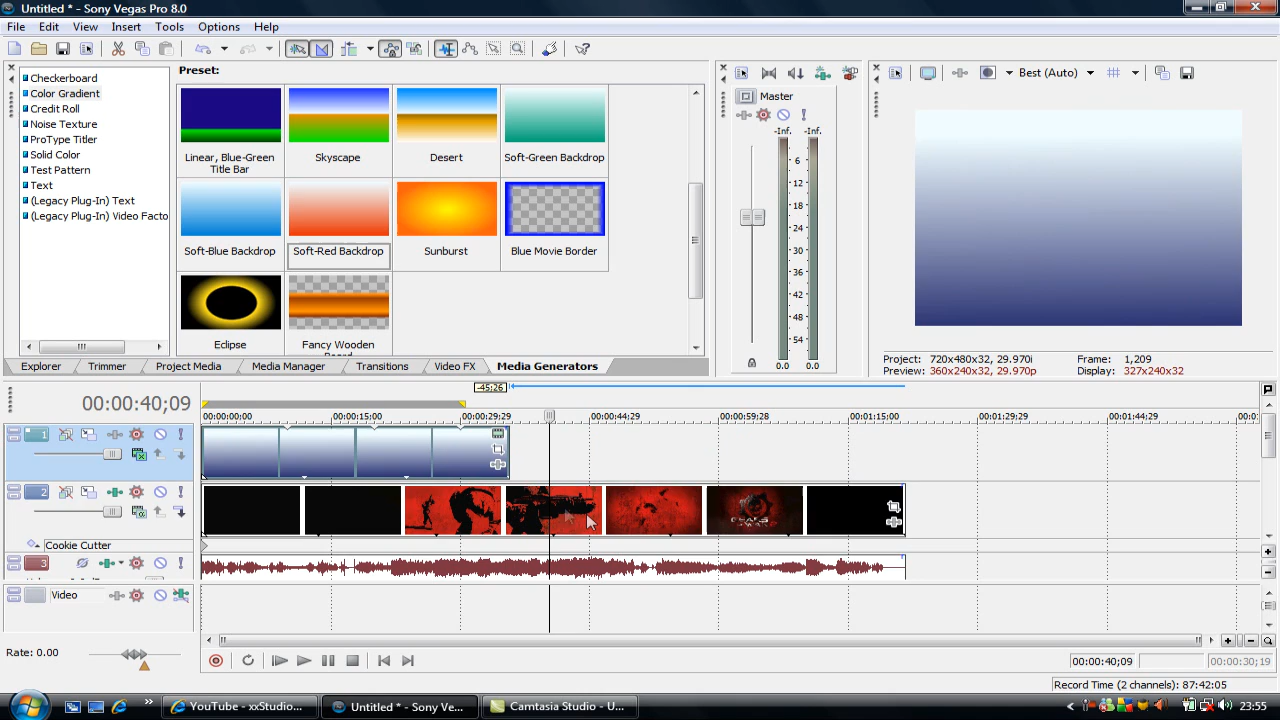 Untitled * - Sony Vegas Pro 8.0
File Edit View Insert Tools Options Help
Checkerboard
Color Gradient
Credit Roll
Noise Texture
ProType Titler
Solid Color
Test Pattern
Text
(Legacy Plug-In) Text
(Legacy Plug-In) Video Facto
Preset:
Linear, Blue-Green
Title Bar
Skyscape
Desert
Soft-Green Backdrop
Soft-Blue Backdrop
Soft-Red Backdrop
Sunburst
Blue Movie Border
Eclipse
Fancy Wooden
Board
Explorer Trimmer Project Media Media Manager Transitions Video FX Media Generators
Master
-Inf. -Inf.
6
12
18
24
30
36
42
48
54
0.0 0.0
Best (Auto)
Project: 720x480x32, 29.970i Frame: 1,209
Preview: 360x240x32, 29.970p Display: 327x240x32
-45:26
00:00:40;09
00:00:00;00 00:00:15;00 00:00:29;29 00:00:44;29 00:00:59;28 00:01:15;00 00:01:29;29 00:01:44;29 00:0
1
2
GEARS
WAR
Cookie Cutter
3
Video
Rate: 0.00
00:00:40;09 00:00:30;19
Record Time (2 channels): 87:42:05
YouTube - xxStudio... Untitled * - Sony Ve... Camtasia Studio - U... 23:55